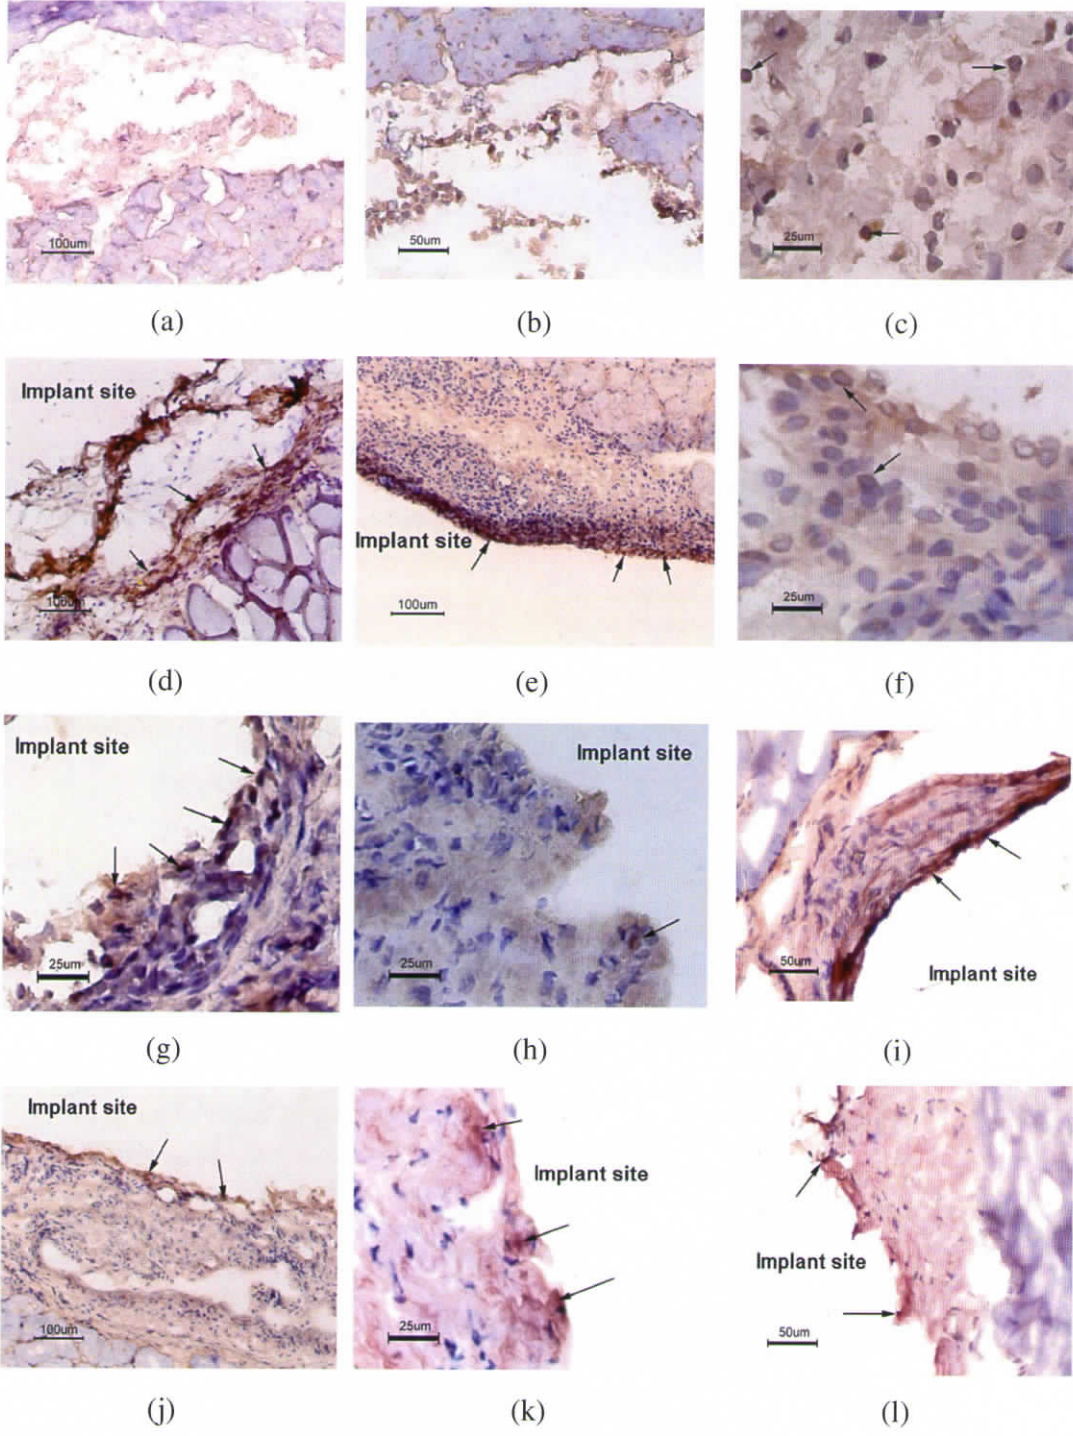 100um
50um
25um
(a)
(b)
(c)
Implant site
100um
Implant site
100um
25um
(d)
(e)
(f)
Implant site
25um
Implant site
25um
50um
Implant site
(g)
(h)
(i)
Implant site
100um
Implant site
25um
Implant site
50um
(j)
(k)
(l)